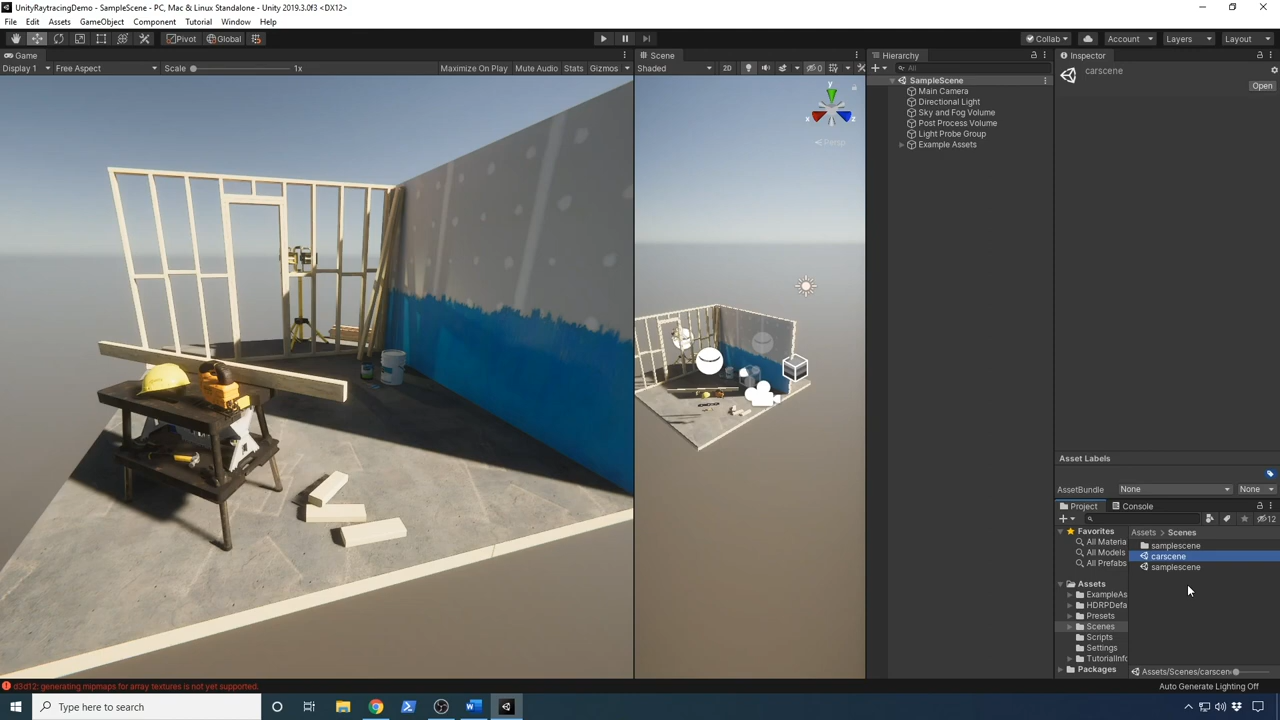 UnityRaytracingDemo - SampleScene - PC, Mac & Linux Standalone - Unity 2019.3.0f3 <DX12>
File Edit Assets GameObject Component Tutorial Window Help
Pivot Global Collab Account Layers Layout
Game Scene Hierarchy Inspector
Display 1 Free Aspect Scale 1x Maximize On Play Mute Audio Stats Gizmos Shaded 2D 0 All
carscene
Open
SampleScene
Main Camera
Directional Light
Sky and Fog Volume
Post Process Volume
Light Probe Group
Example Assets
y
x z
Persp
Asset Labels
AssetBundle None None
Project Console
12
Favorites
All Materia
All Models
All Prefabs
Assets
ExampleAs
HDRPDefa
Presets
Scenes
Scripts
Settings
TutorialInfo
Packages
Assets > Scenes
samplescene
carscene
samplescene
Assets/Scenes/carscen
d3d12: generating mipmaps for array textures is not yet supported.
Auto Generate Lighting Off
Type here to search